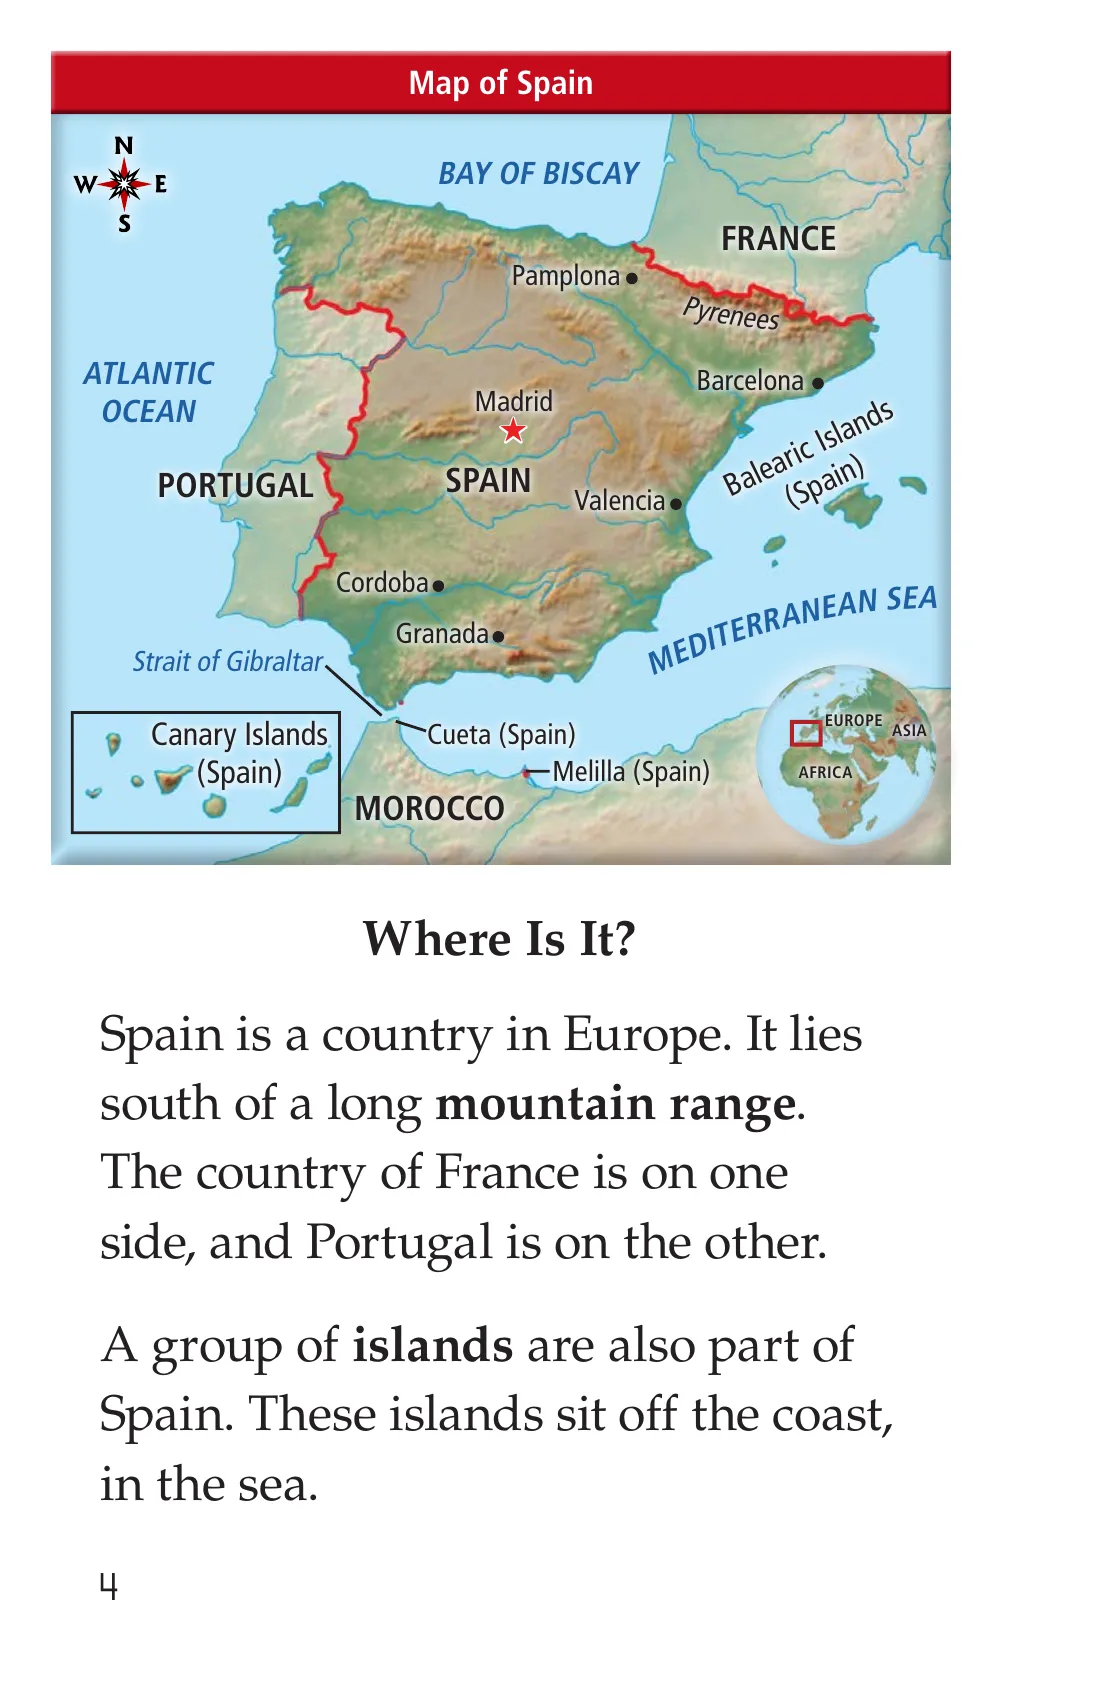 Map of Spain
N
W E
S
BAY OF BISCAY
FRANCE
Pamplona
Pyrenees
ATLANTIC
OCEAN
Barcelona
Madrid
Balearic Islands
(Spain)
PORTUGAL
SPAIN
Valencia
Cordoba
MEDITERRANEAN SEA
Granada
Strait of Gibraltar
EUROPE
ASIA
AFRICA
Canary Islands
(Spain)
Cueta (Spain)
Melilla (Spain)
MOROCCO
Where Is It?
Spain is a country in Europe. It lies
south of a long mountain range.
The country of France is on one
side, and Portugal is on the other.
A group of islands are also part of
Spain. These islands sit off the coast,
in the sea.
4